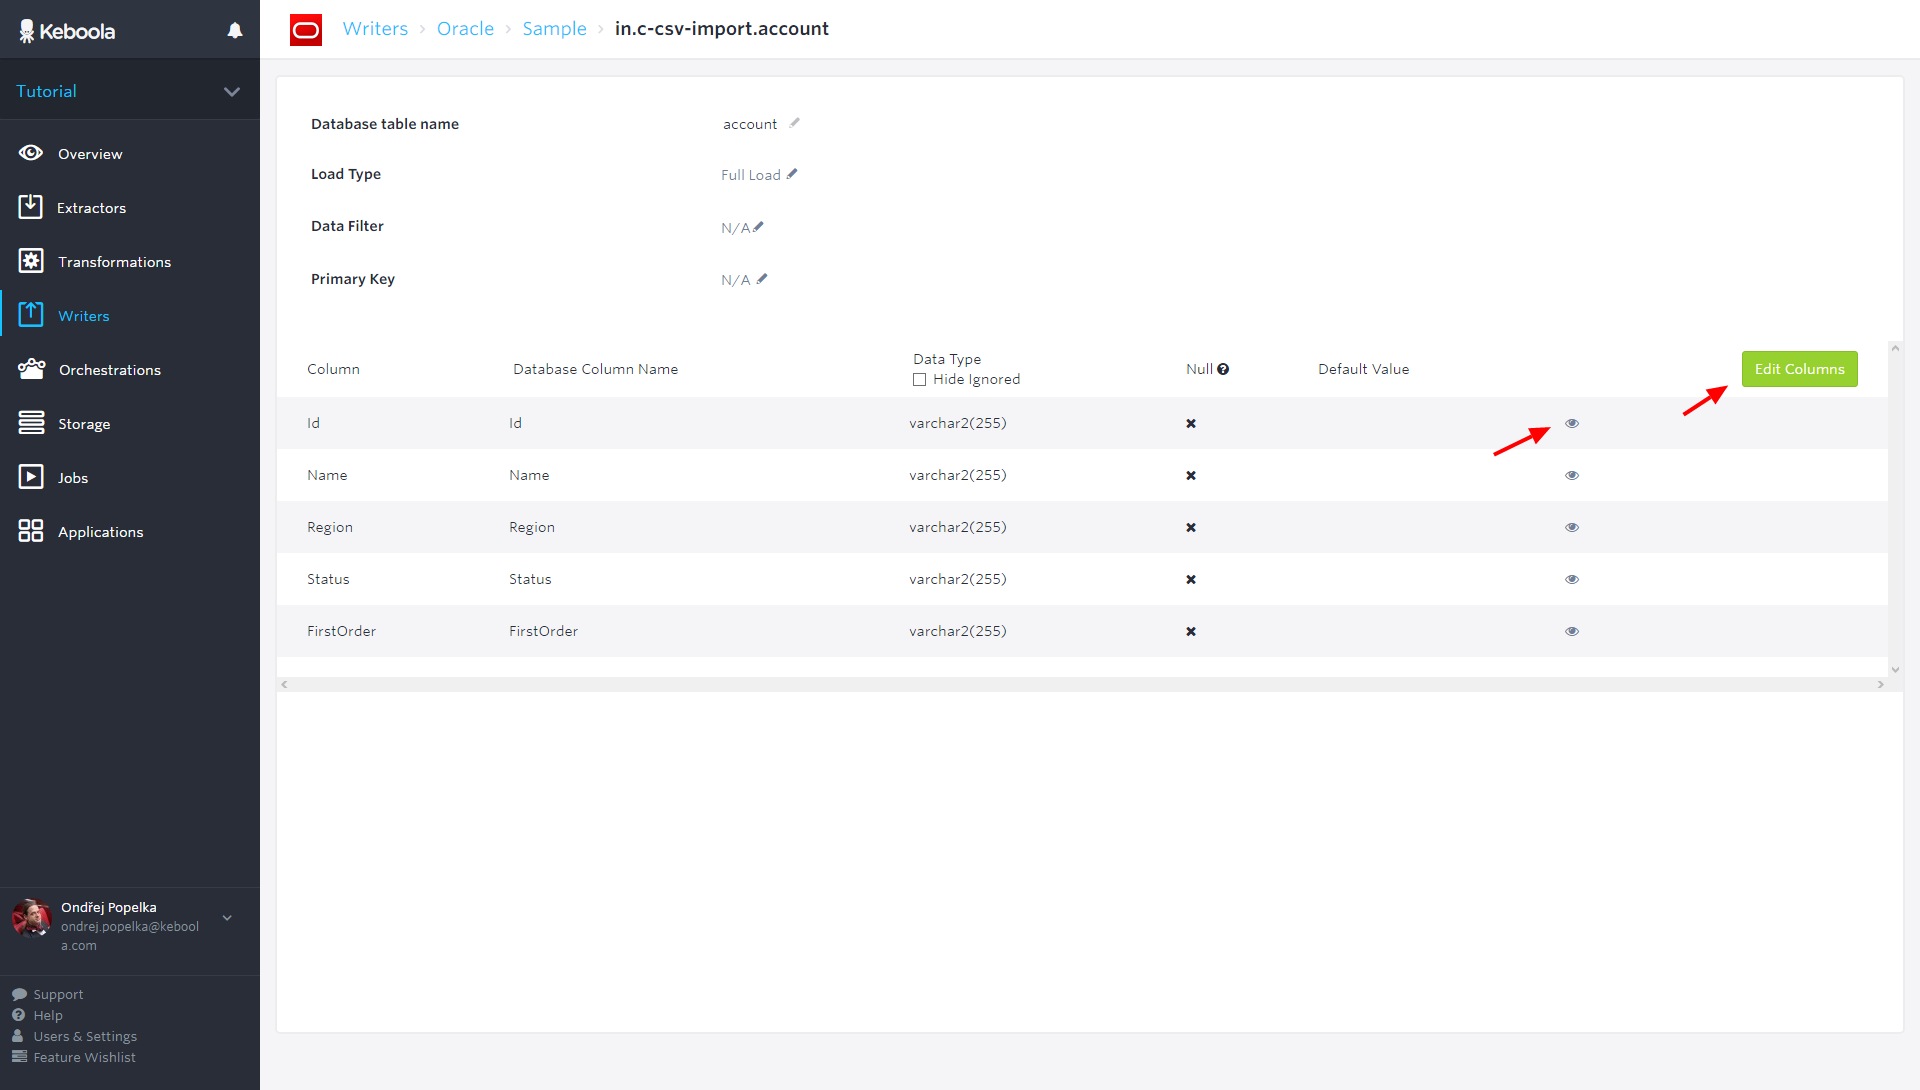 Keboola
Writers › Oracle › Sample › in.c-csv-import.account
Tutorial
Overview
Extractors
Transformations
Writers
Orchestrations
Storage
Jobs
Applications
Ondřej Popelka
ondrej.popelka@kebool
a.com
Support
Help
Users & Settings
Feature Wishlist
Database table name account
Load Type Full Load
Data Filter N/A
Primary Key N/A
Column Database Column Name Data Type Null Default Value Edit Columns
Hide Ignored
Id Id varchar2(255)
Name Name varchar2(255)
Region Region varchar2(255)
Status Status varchar2(255)
FirstOrder FirstOrder varchar2(255)